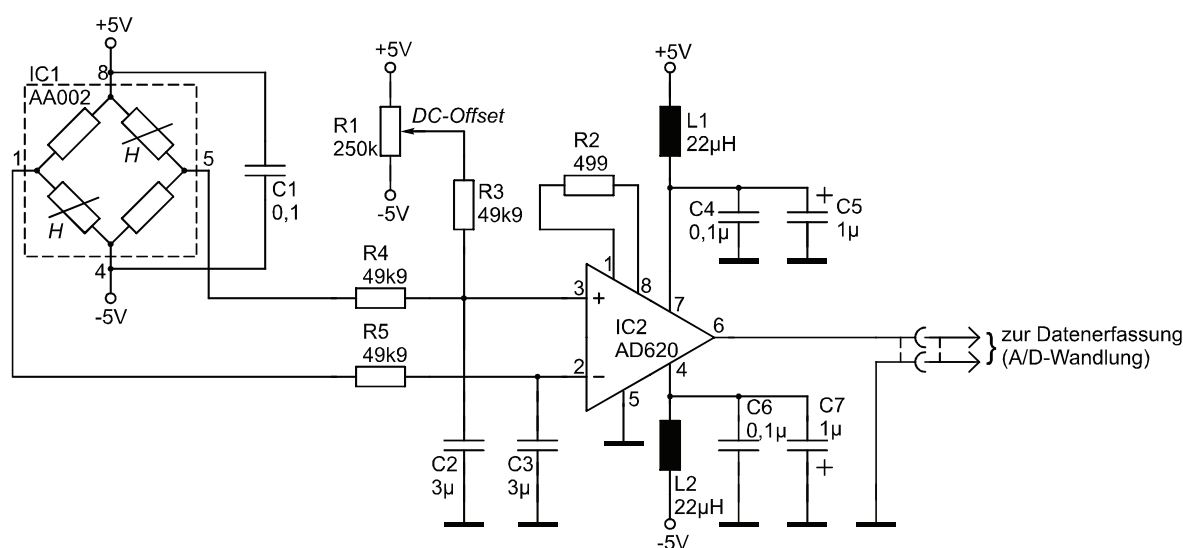 +5V
8
IC1
AA002
H
1
5
H
4
-5V
C1
0,1
+5V
R1
250k
DC-Offset
-5V
R3
49k9
R4
49k9
R5
49k9
R2
499
+5V
L1
22µH
C4
0,1µ
+
C5
1µ
1
8
3
+
7
IC2
AD620
6
2
−
4
5
C2
3µ
C3
3µ
L2
22µH
-5V
C6
0,1µ
C7
1µ
+
zur Datenerfassung
(A/D-Wandlung)